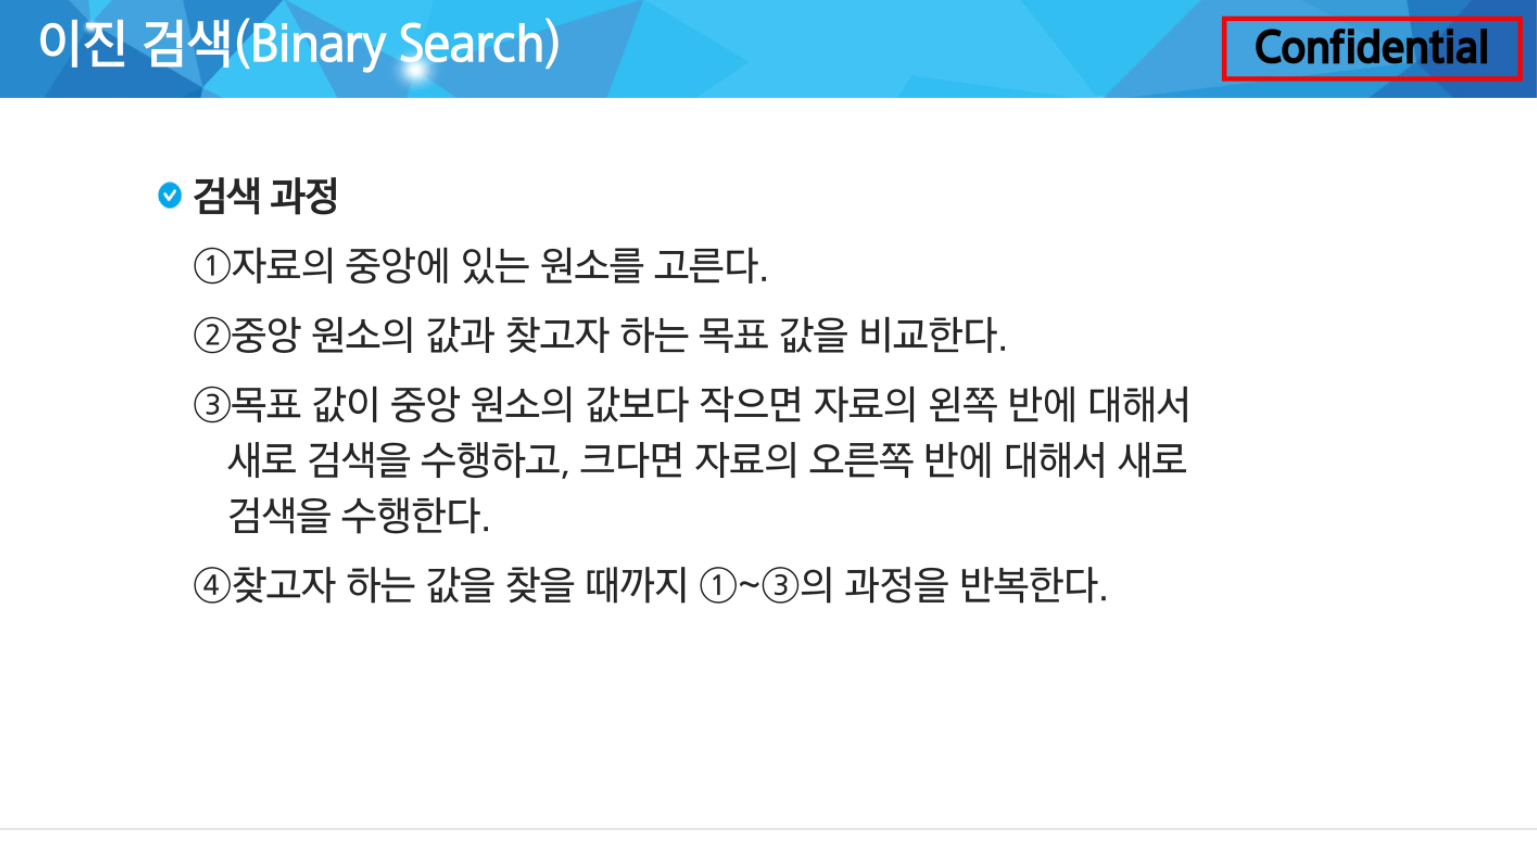 이진 검색(Binary Search)
Confidential
검색 과정
①자료의 중앙에 있는 원소를 고른다.
②중앙 원소의 값과 찾고자 하는 목표 값을 비교한다.
③목표 값이 중앙 원소의 값보다 작으면 자료의 왼쪽 반에 대해서
새로 검색을 수행하고, 크다면 자료의 오른쪽 반에 대해서 새로
검색을 수행한다.
④찾고자 하는 값을 찾을 때까지 ①~③의 과정을 반복한다.